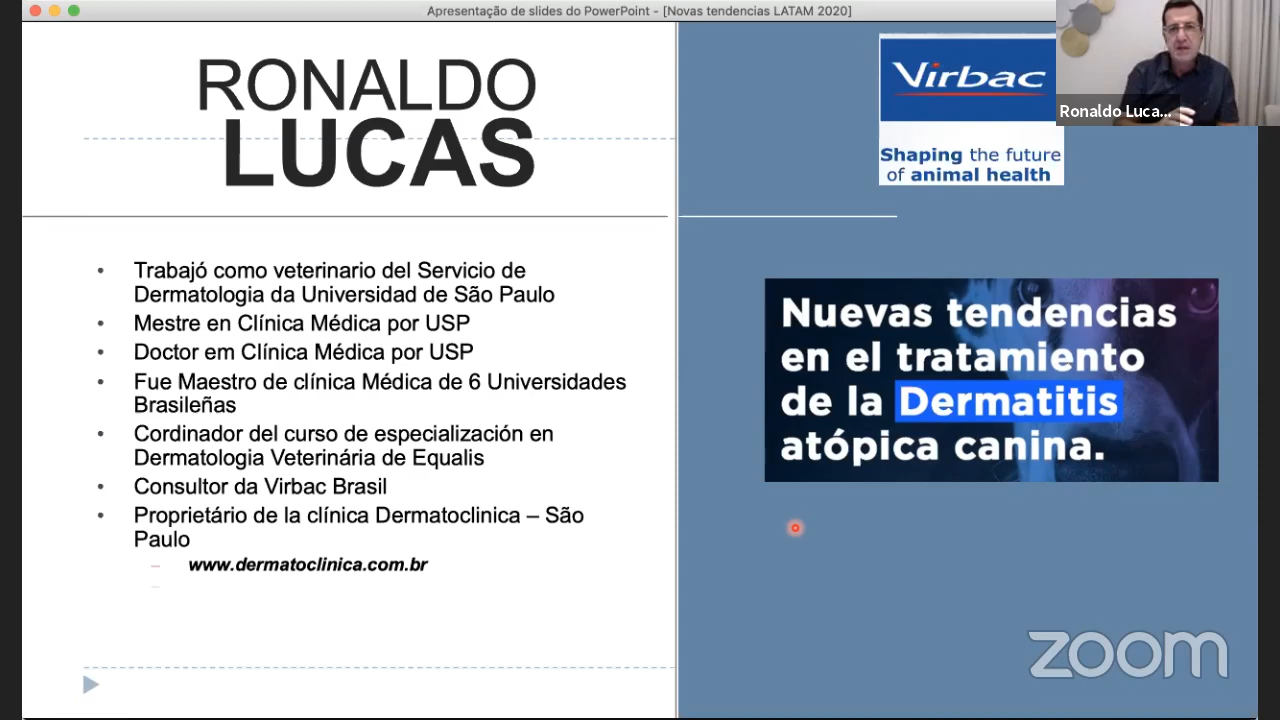 Apresentação de slides do PowerPoint - [Novas tendencias LATAM 2020]
RONALDO
LUCAS
• Trabajó como veterinario del Servicio de
Dermatologia da Universidad de São Paulo
• Mestre en Clínica Médica por USP
• Doctor em Clínica Médica por USP
• Fue Maestro de clínica Médica de 6 Universidades
Brasileñas
• Cordinador del curso de especialización en
Dermatologia Veterinária de Equalis
• Consultor da Virbac Brasil
• Proprietário de la clínica Dermatoclinica – São
Paulo
– www.dermatoclinica.com.br
–
Virbac
Shaping the future
of animal health
Ronaldo Luca...
Nuevas tendencias
en el tratamiento
de la Dermatitis
atópica canina.
zoom